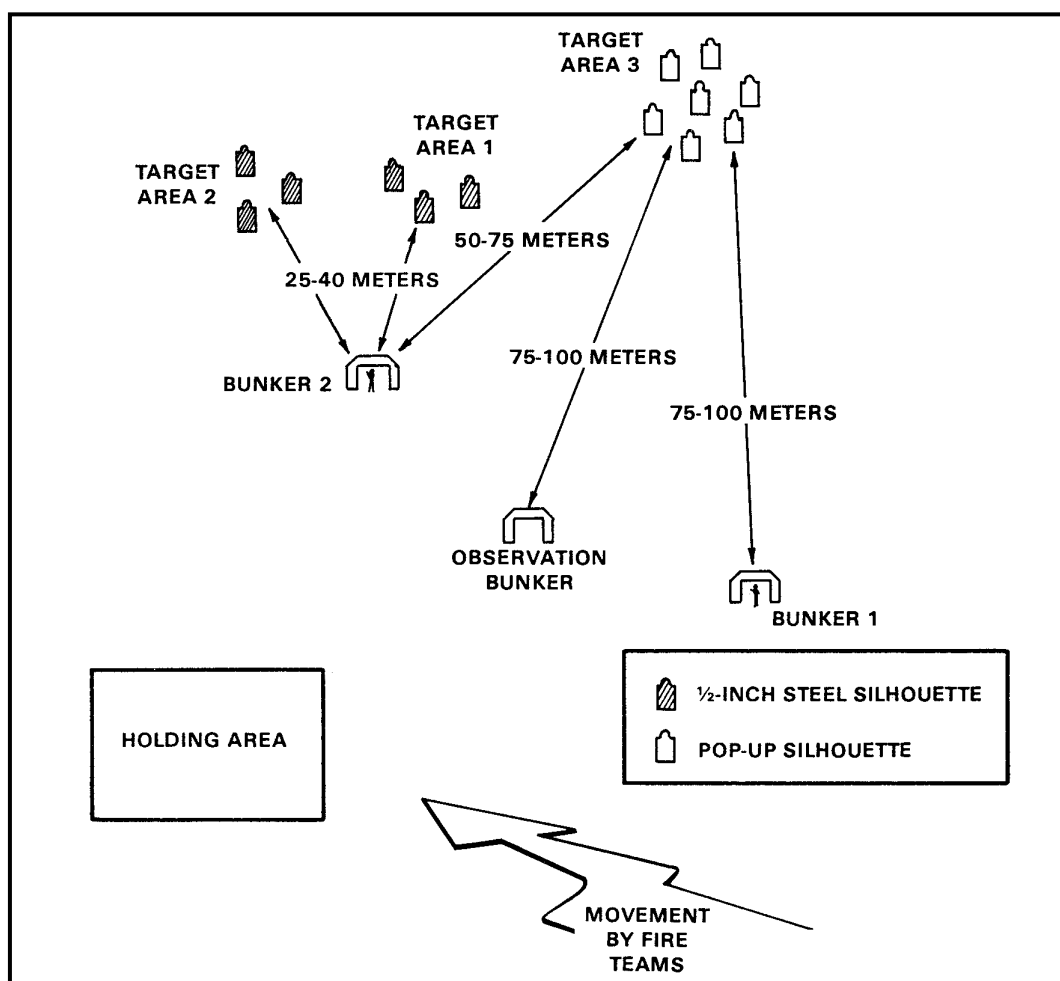 TARGET
AREA 3
TARGET
AREA 1
TARGET
AREA 2
50-75 METERS
25-40 METERS
75-100 METERS
BUNKER 2
75-100 METERS
OBSERVATION
BUNKER
BUNKER 1
½-INCH STEEL SILHOUETTE
HOLDING AREA
POP-UP SILHOUETTE
MOVEMENT
BY FIRE
TEAMS